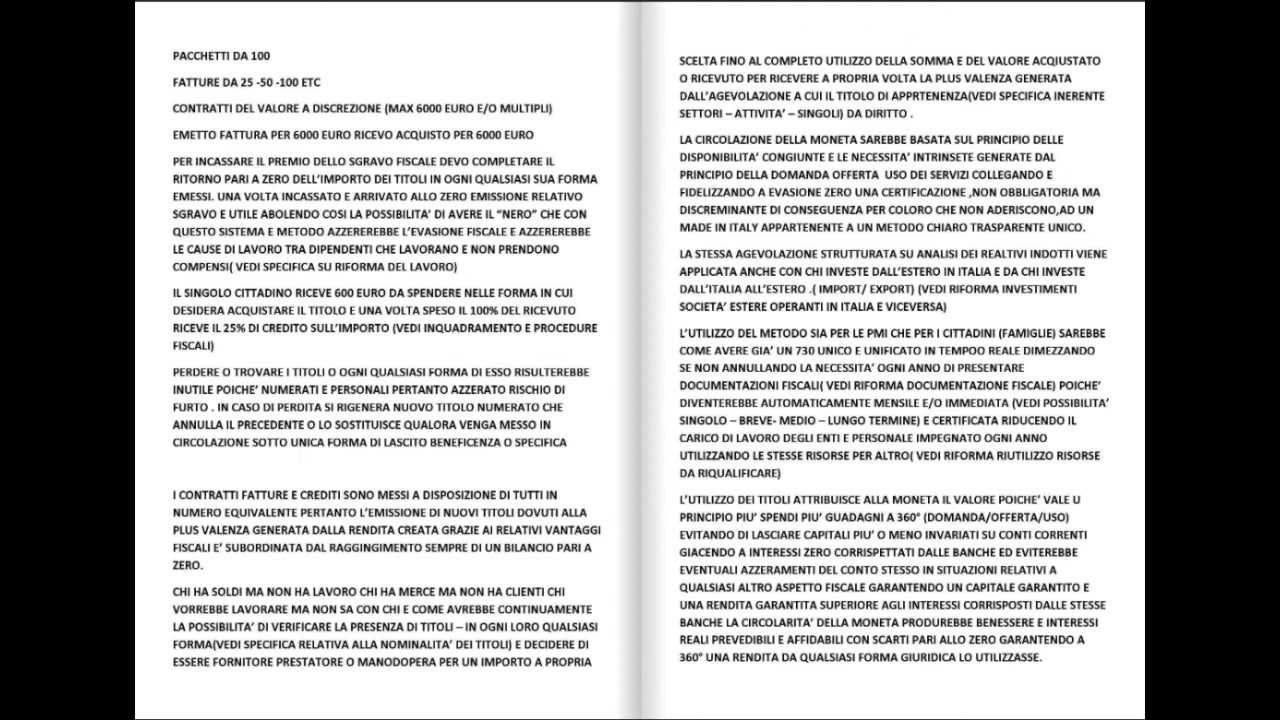 PACCHETTI DA 100
FATTURE DA 25 -50 -100 ETC
CONTRATTI DEL VALORE A DISCREZIONE (MAX 6000 EURO E/O MULTIPLI)
EMETTO FATTURA PER 6000 EURO RICEVO ACQUISTO PER 6000 EURO
PER INCASSARE IL PREMIO DELLO SGRAVO FISCALE DEVO COMPLETARE IL
RITORNO PARI A ZERO DELL'IMPORTO DEI TITOLI IN OGNI QUALSIASI SUA FORMA
EMESSI. UNA VOLTA INCASSATO E ARRIVATO ALLO ZERO EMISSIONE RELATIVO
SGRAVO E UTILE ABOLENDO COSI LA POSSIBILITA' DI AVERE IL "NERO" CHE CON
QUESTO SISTEMA E METODO AZZEREREBBE L'EVASIONE FISCALE E AZZEREREBBE
LE CAUSE DI LAVORO TRA DIPENDENTI CHE LAVORANO E NON PRENDONO
COMPENSI( VEDI SPECIFICA SU RIFORMA DEL LAVORO)
IL SINGOLO CITTADINO RICEVE 600 EURO DA SPENDERE NELLE FORMA IN CUI
DESIDERA ACQUISTARE IL TITOLO E UNA VOLTA SPESO IL 100% DEL RICEVUTO
RICEVE IL 25% DI CREDITO SULL'IMPORTO (VEDI INQUADRAMENTO E PROCEDURE
FISCALI)
PERDERE O TROVARE I TITOLI O OGNI QUALSIASI FORMA DI ESSO RISULTEREBBE
INUTILE POICHE' NUMERATI E PERSONALI PERTANTO AZZERATO RISCHIO DI
FURTO . IN CASO DI PERDITA SI RIGENERA NUOVO TITOLO NUMERATO CHE
ANNULLA IL PRECEDENTE O LO SOSTITUISCE QUALORA VENGA MESSO IN
CIRCOLAZIONE SOTTO UNICA FORMA DI LASCITO BENEFICENZA O SPECIFICA
I CONTRATTI FATTURE E CREDITI SONO MESSI A DISPOSIZIONE DI TUTTI IN
NUMERO EQUIVALENTE PERTANTO L'EMISSIONE DI NUOVI TITOLI DOVUTI ALLA
PLUS VALENZA GENERATA DALLA RENDITA CREATA GRAZIE AI RELATIVI VANTAGGI
FISCALI E' SUBORDINATA DAL RAGGINGIMENTO SEMPRE DI UN BILANCIO PARI A
ZERO.
CHI HA SOLDI MA NON HA LAVORO CHI HA MERCE MA NON HA CLIENTI CHI
VORREBBE LAVORARE MA NON SA CON CHI E COME AVREBBE CONTINUAMENTE
LA POSSIBILITA' DI VERIFICARE LA PRESENZA DI TITOLI – IN OGNI LORO QUALSIASI
FORMA(VEDI SPECIFICA RELATIVA ALLA NOMINALITA' DEI TITOLI) E DECIDERE DI
ESSERE FORNITORE PRESTATORE O MANODOPERA PER UN IMPORTO A PROPRIA
SCELTA FINO AL COMPLETO UTILIZZO DELLA SOMMA E DEL VALORE ACQIUSTATO
O RICEVUTO PER RICEVERE A PROPRIA VOLTA LA PLUS VALENZA GENERATA
DALL'AGEVOLAZIONE A CUI IL TITOLO DI APPRTENENZA(VEDI SPECIFICA INERENTE
SETTORI – ATTIVITA' – SINGOLI) DA DIRITTO .
LA CIRCOLAZIONE DELLA MONETA SAREBBE BASATA SUL PRINCIPIO DELLE
DISPONIBILITA' CONGIUNTE E LE NECESSITA' INTRINSETE GENERATE DAL
PRINCIPIO DELLA DOMANDA OFFERTA USO DEI SERVIZI COLLEGANDO E
FIDELIZZANDO A EVASIONE ZERO UNA CERTIFICAZIONE ,NON OBBLIGATORIA MA
DISCREMINANTE DI CONSEGUENZA PER COLORO CHE NON ADERISCONO,AD UN
MADE IN ITALY APPARTENENTE A UN METODO CHIARO TRASPARENTE UNICO.
LA STESSA AGEVOLAZIONE STRUTTURATA SU ANALISI DEI REALTIVI INDOTTI VIENE
APPLICATA ANCHE CON CHI INVESTE DALL'ESTERO IN ITALIA E DA CHI INVESTE
DALL'ITALIA ALL'ESTERO .( IMPORT/ EXPORT) (VEDI RIFORMA INVESTIMENTI
SOCIETA' ESTERE OPERANTI IN ITALIA E VICEVERSA)
L'UTILIZZO DEL METODO SIA PER LE PMI CHE PER I CITTADINI (FAMIGLIE) SAREBBE
COME AVERE GIA' UN 730 UNICO E UNIFICATO IN TEMPOO REALE DIMEZZANDO
SE NON ANNULLANDO LA NECESSITA' OGNI ANNO DI PRESENTARE
DOCUMENTAZIONI FISCALI( VEDI RIFORMA DOCUMENTAZIONE FISCALE) POICHE'
DIVENTEREBBE AUTOMATICAMENTE MENSILE E/O IMMEDIATA (VEDI POSSIBILITA'
SINGOLO – BREVE- MEDIO – LUNGO TERMINE) E CERTIFICATA RIDUCENDO IL
CARICO DI LAVORO DEGLI ENTI E PERSONALE IMPEGNATO OGNI ANNO
UTILIZZANDO LE STESSE RISORSE PER ALTRO( VEDI RIFORMA RIUTILIZZO RISORSE
DA RIQUALIFICARE)
L'UTILIZZO DEI TITOLI ATTRIBUISCE ALLA MONETA IL VALORE POICHE' VALE U
PRINCIPIO PIU' SPENDI PIU' GUADAGNI A 360° (DOMANDA/OFFERTA/USO)
EVITANDO DI LASCIARE CAPITALI PIU' O MENO INVARIATI SU CONTI CORRENTI
GIACENDO A INTERESSI ZERO CORRISPETTATI DALLE BANCHE ED EVITEREBBE
EVENTUALI AZZERAMENTI DEL CONTO STESSO IN SITUAZIONI RELATIVI A
QUALSIASI ALTRO ASPETTO FISCALE GARANTENDO UN CAPITALE GARANTITO E
UNA RENDITA GARANTITA SUPERIORE AGLI INTERESSI CORRISPOSTI DALLE STESSE
BANCHE LA CIRCOLARITA' DELLA MONETA PRODUREBBE BENESSERE E INTERESSI
REALI PREVEDIBILI E AFFIDABILI CON SCARTI PARI ALLO ZERO GARANTENDO A
360° UNA RENDITA DA QUALSIASI FORMA GIURIDICA LO UTILIZZASSE.